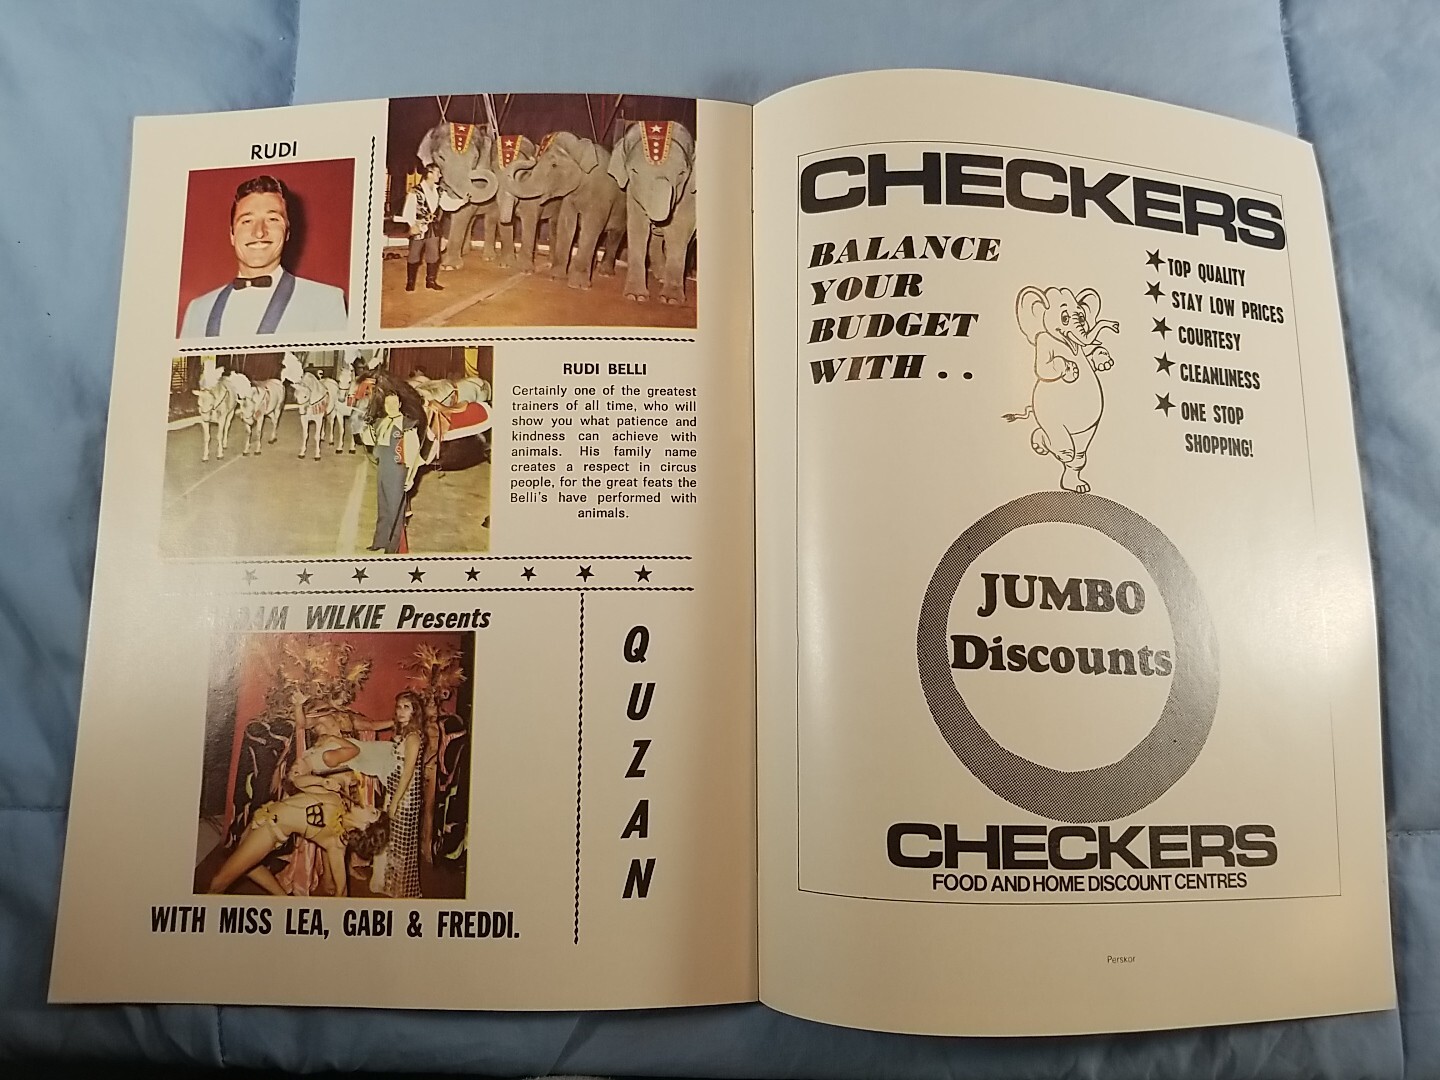 RUDI
RUDI BELLI
Certainly one of the greatest
trainers of all time, who will
show you what patience and
kindness can achieve with
animals. His family name
creates a respect in circus
people, for the great feats the
Belli's have performed with
animals.
WILKIE Presents
QUZAN
WITH MISS LEA, GABI & FREDDI.
CHECKERS
BALANCE
YOUR
BUDGET
WITH . .
TOP QUALITY
STAY LOW PRICES
COURTESY
CLEANLINESS
ONE STOP
SHOPPING!
JUMBO
Discounts
CHECKERS
FOOD AND HOME DISCOUNT CENTRES
Perskor